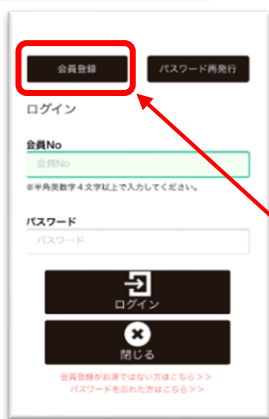 会員登録
パスワード再発行
ログイン
会員No
会員No
※半角英数字4文字以上で入力してください。
パスワード
パスワード
ログイン
閉じる
会員登録がお済ではない方はこちら>>
パスワードを忘れた方はこちら>>